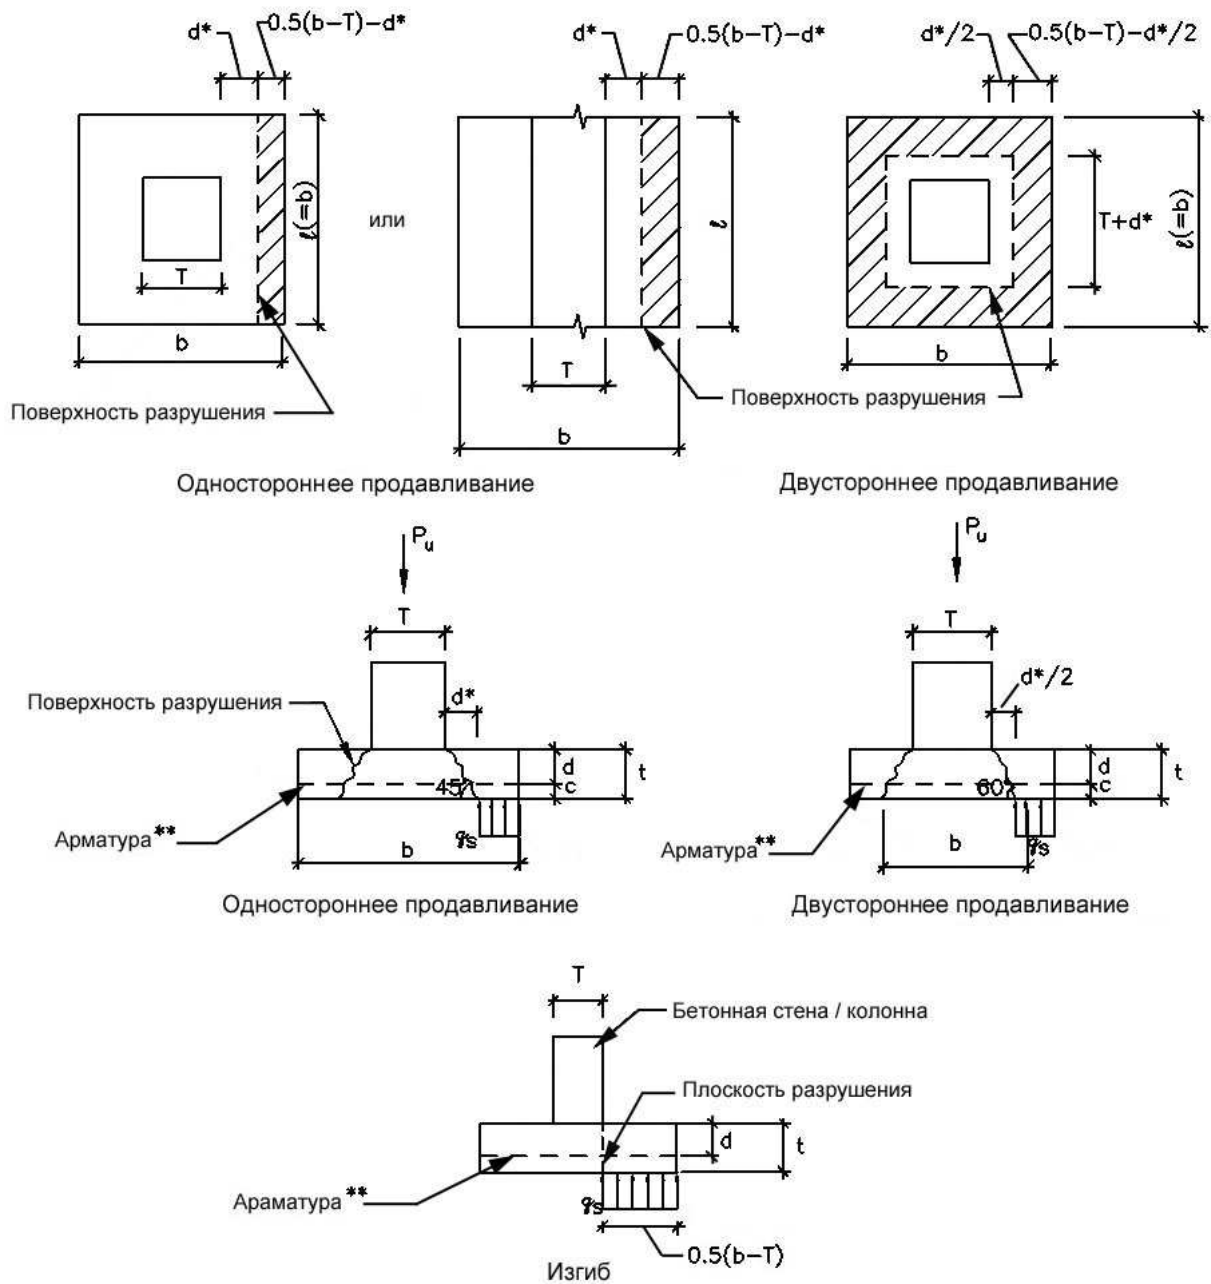 d*
0.5(b-T)-d*
d*
0.5(b-T)-d*
d*/2
0.5(b-T)-d*/2
T
ℓ(=b)
b
Поверхность разрушения
или
T
ℓ
b
Поверхность разрушения
T+d*
ℓ(=b)
b
Одностороннее продавливание
Двустороннее продавливание
Pu
T
d*
Поверхность разрушения
45°
d
c
t
Арматура**
b
qs
Одностороннее продавливание
Pu
T
d*/2
60°
d
c
t
Арматура**
b
qs
Двустороннее продавливание
T
Бетонная стена / колонна
Плоскость разрушения
d
t
Араматура**
qs
0.5(b-T)
Изгиб